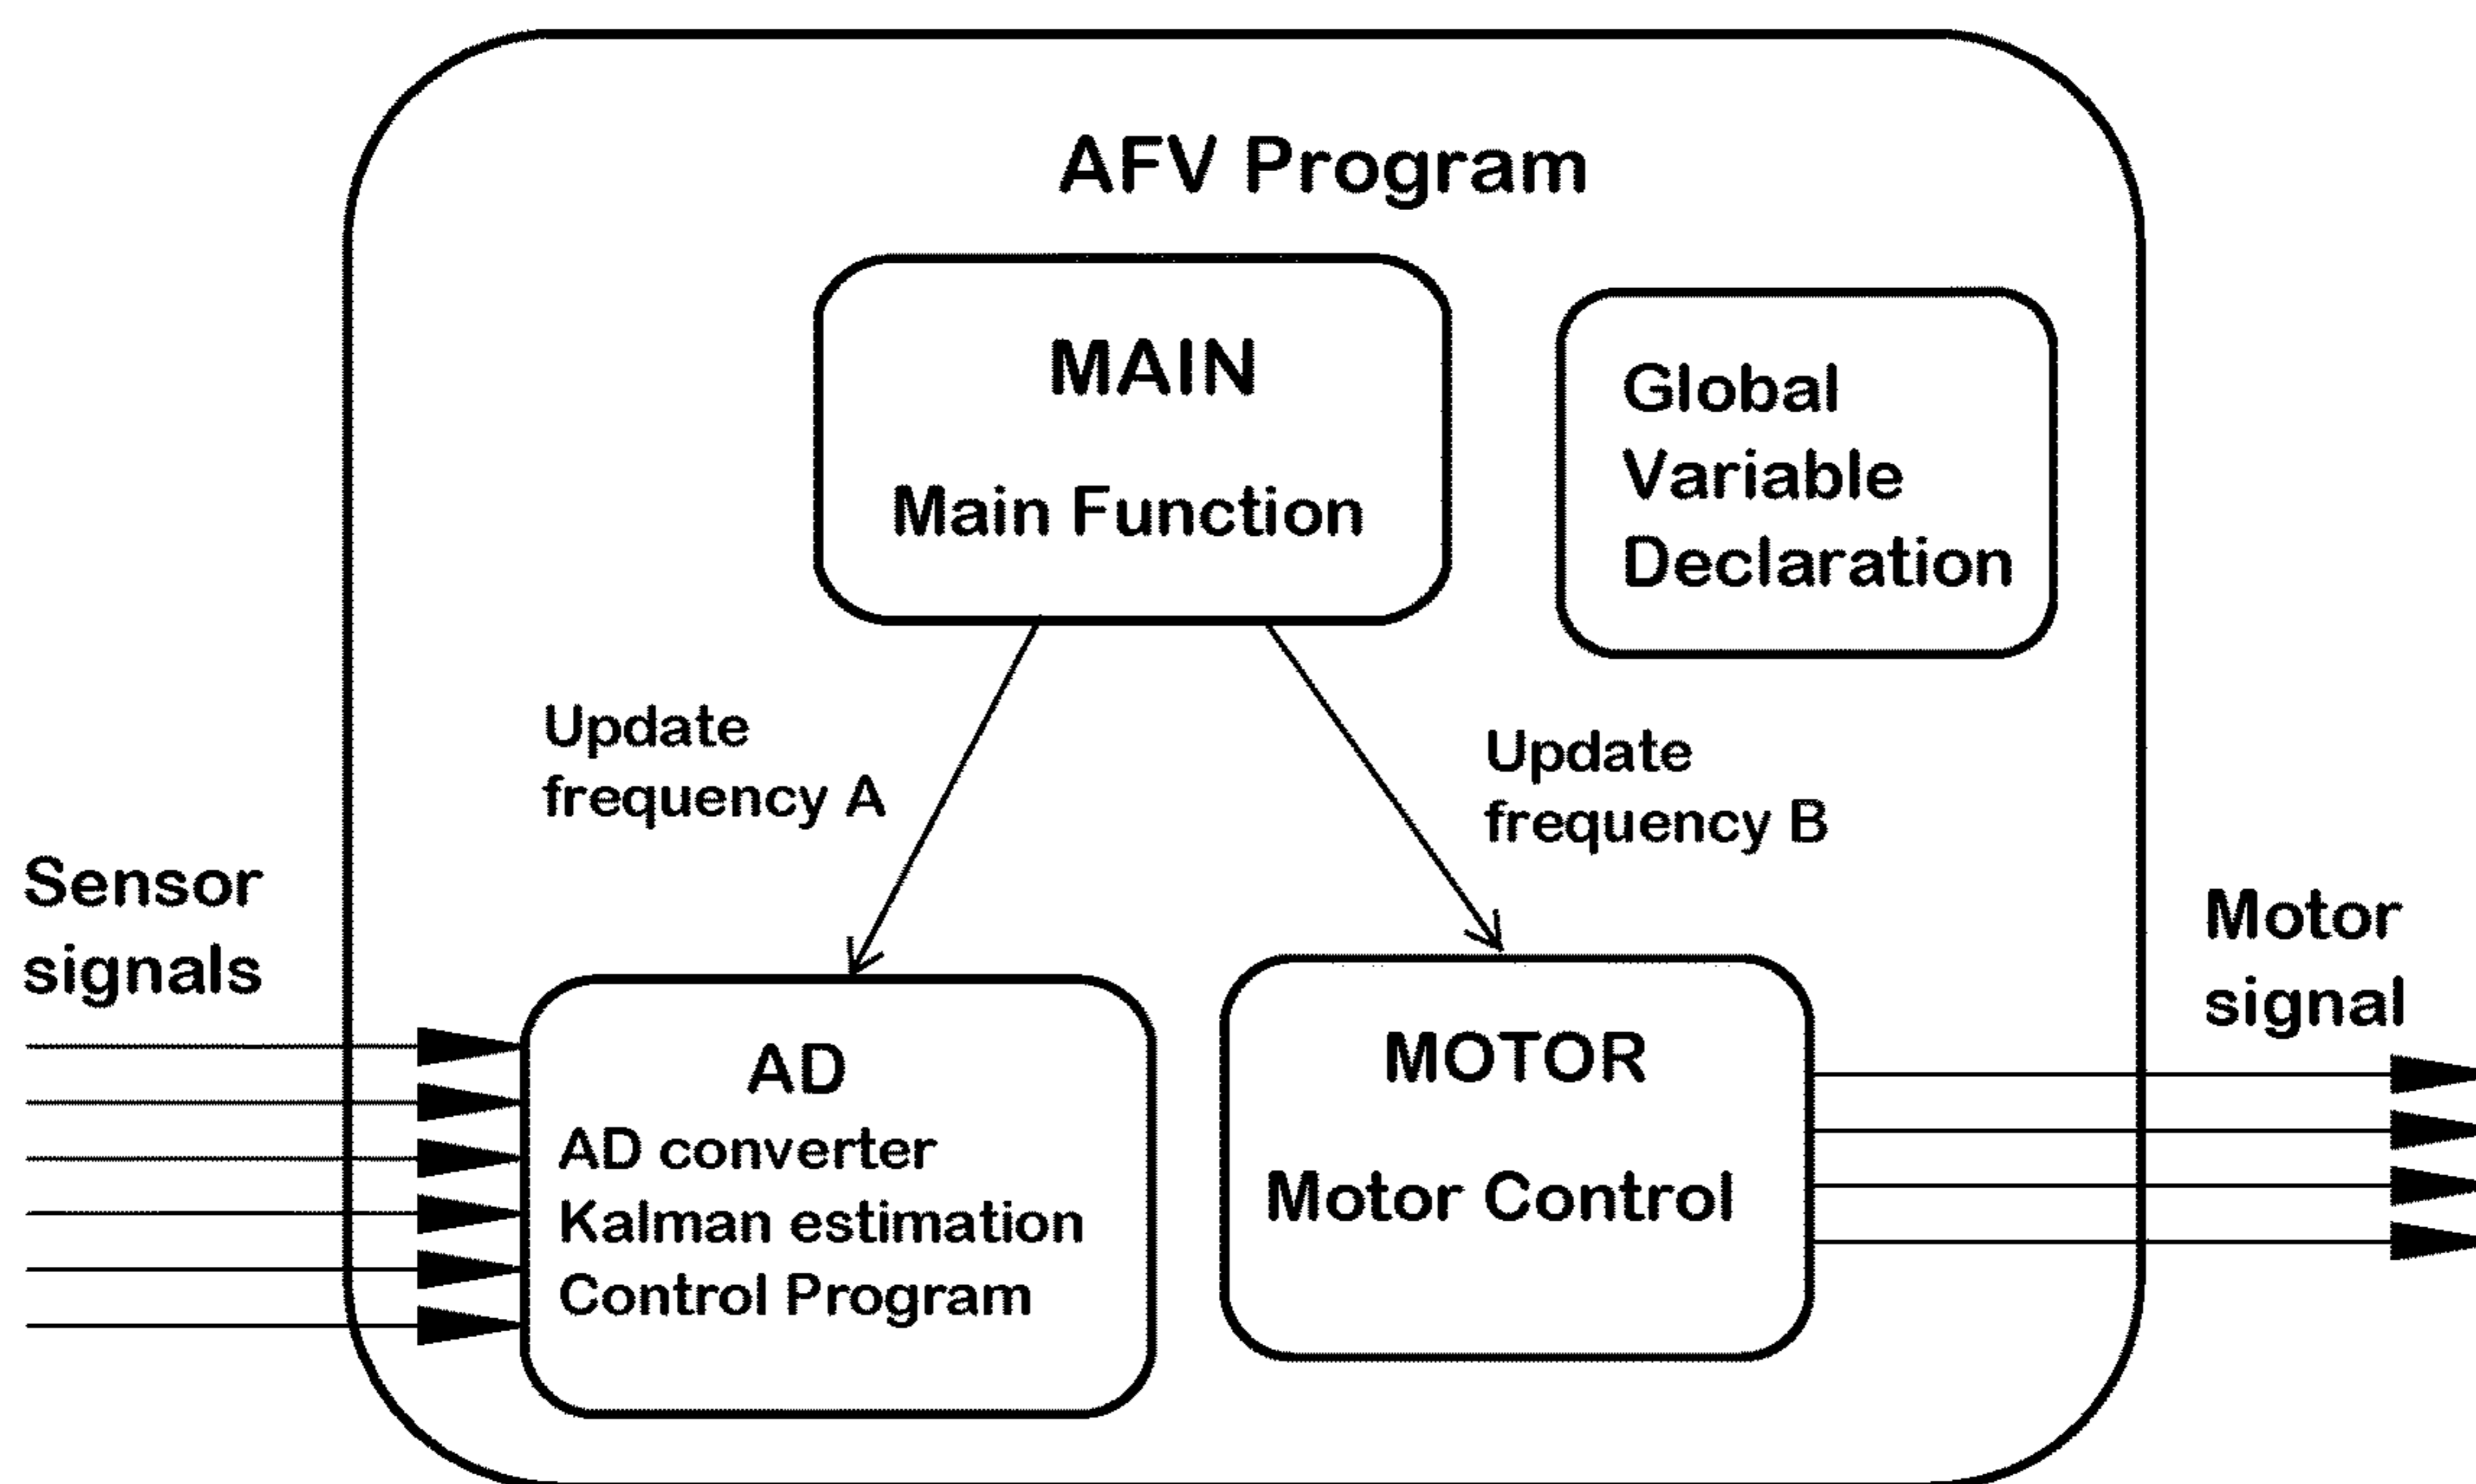 AFV Program
MAIN
Main Function
Global
Variable
Declaration
Update
frequency A
Update
frequency B
Sensor
signals
Motor
signal
AD
AD converter
Kalman estimation
Control Program
MOTOR
Motor Control